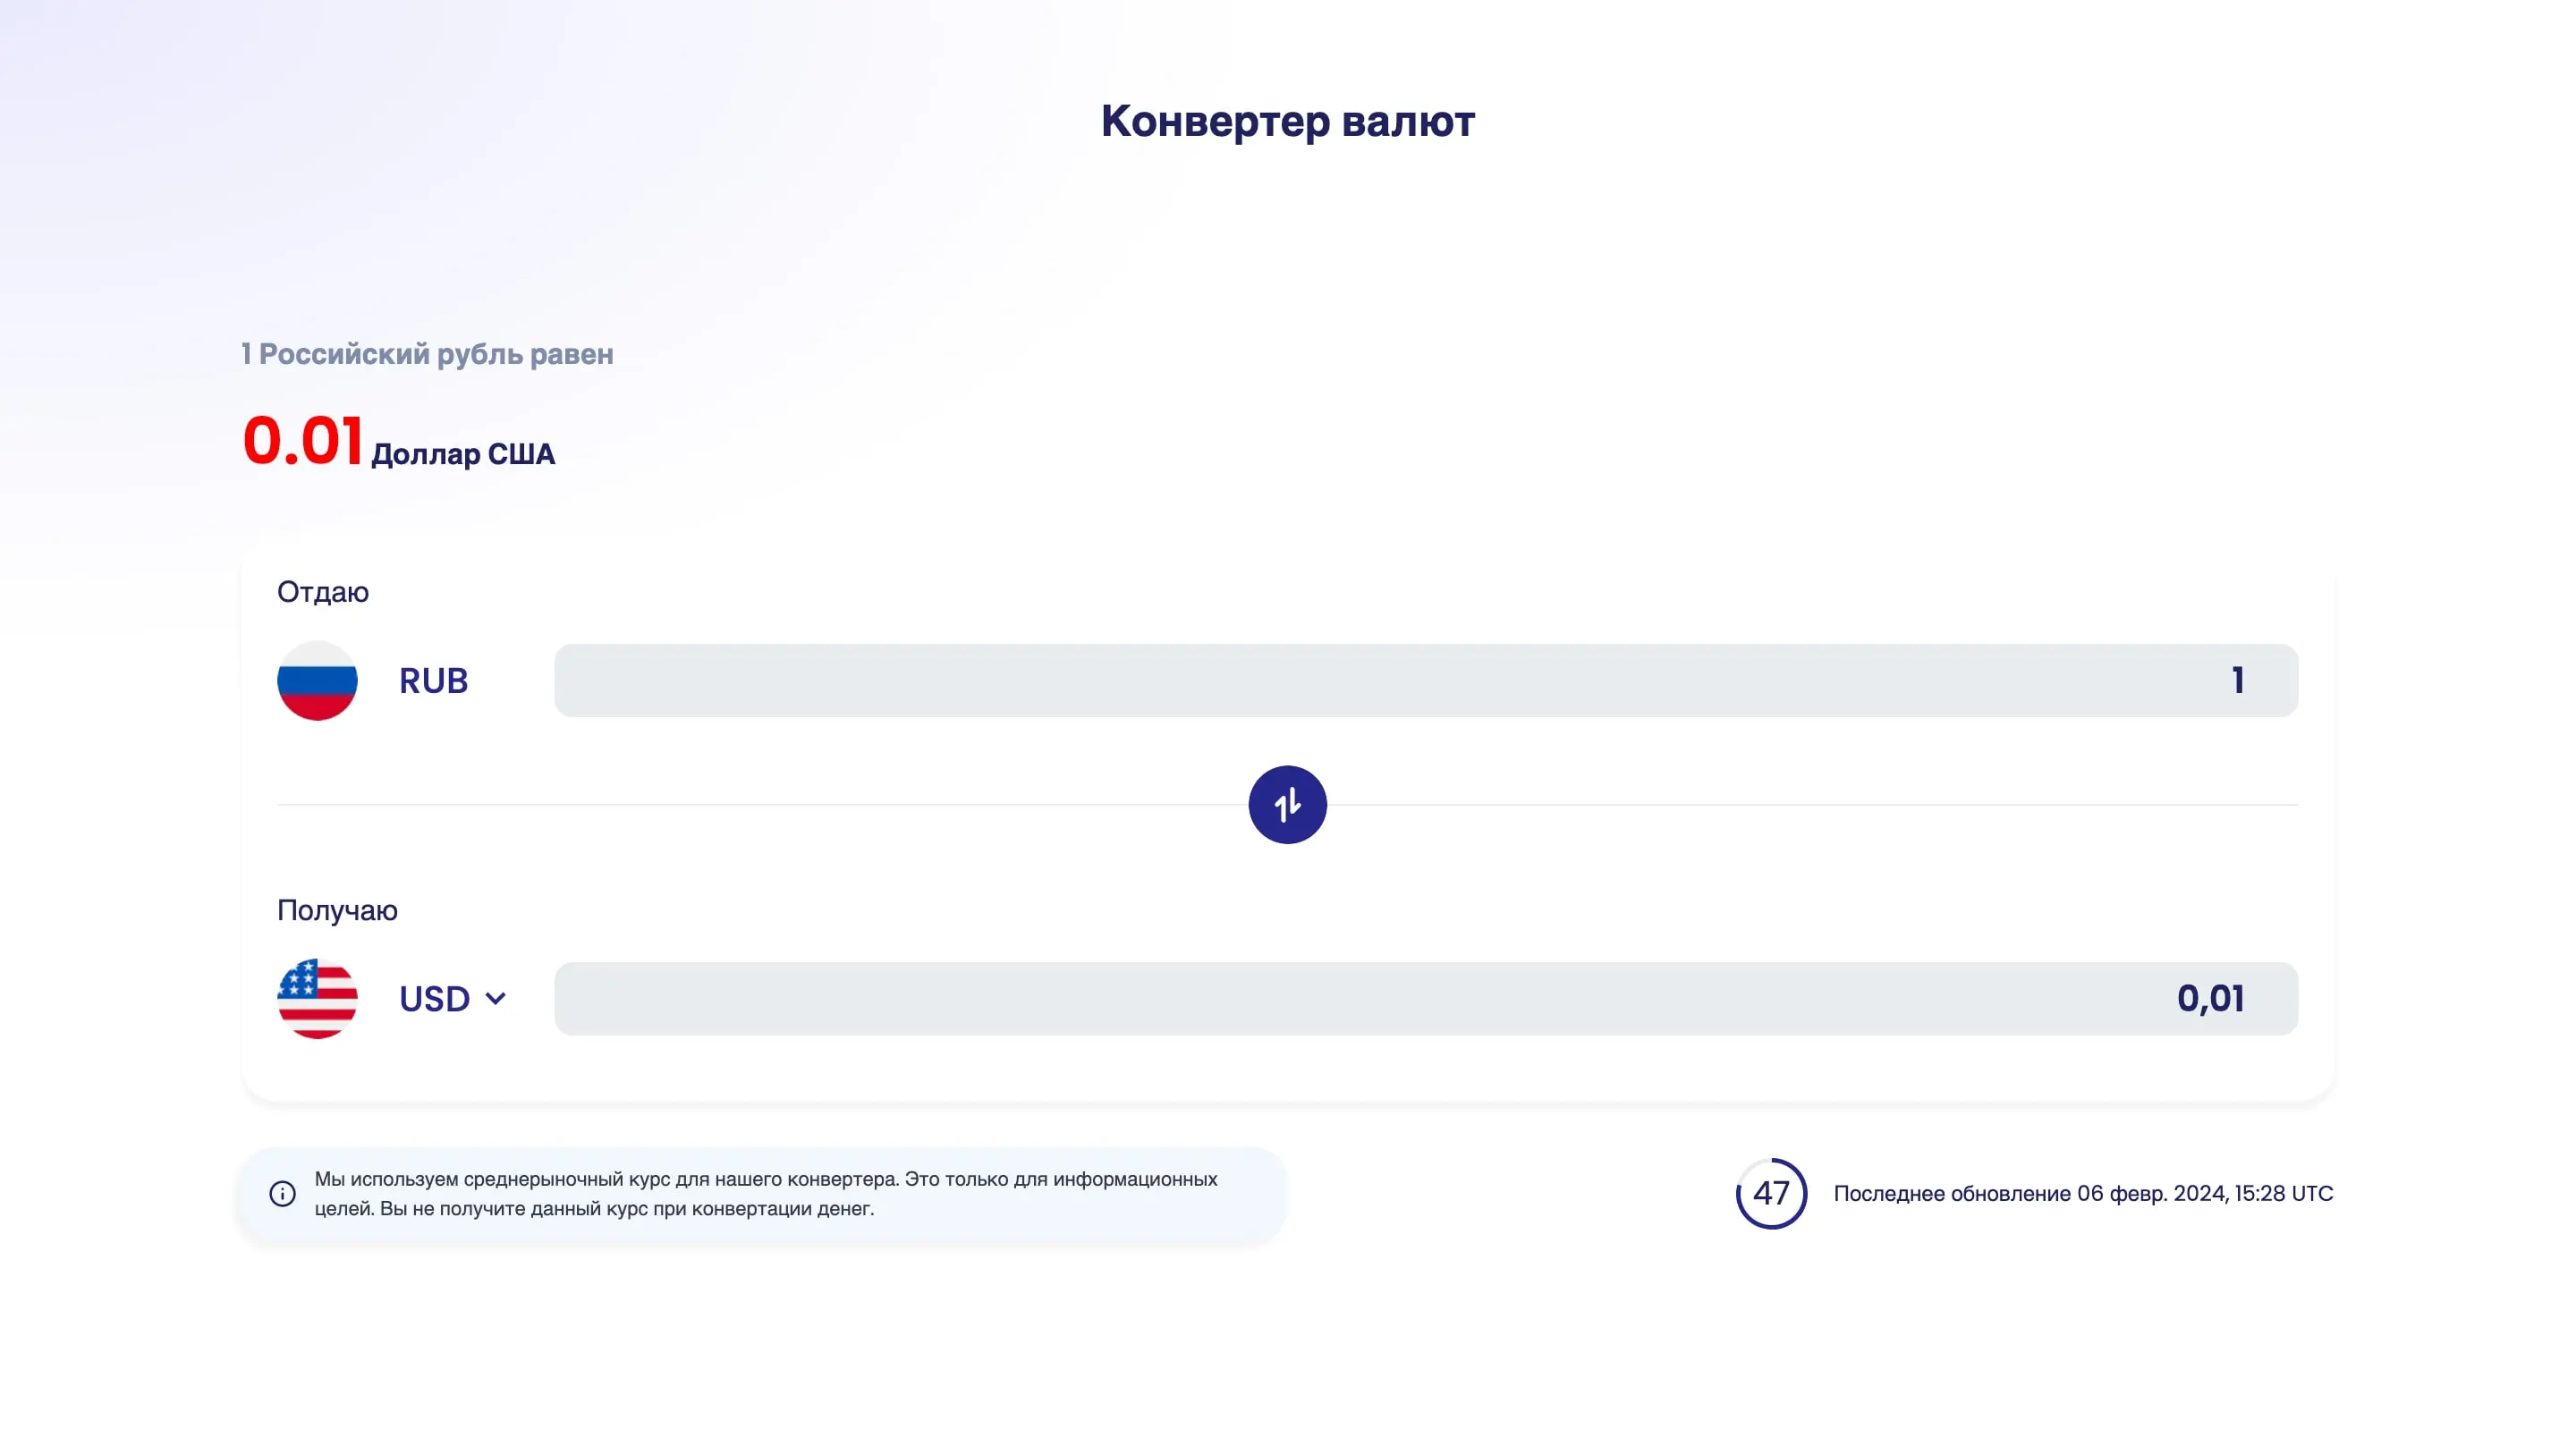 Конвертер валют
1 Российский рубль равен
0.01 Доллар США
Отдаю
RUB
1
Получаю
USD
0,01
Мы используем среднерыночный курс для нашего конвертера. Это только для информационных
целей. Вы не получите данный курс при конвертации денег.
47
Последнее обновление 06 февр. 2024, 15:28 UTC